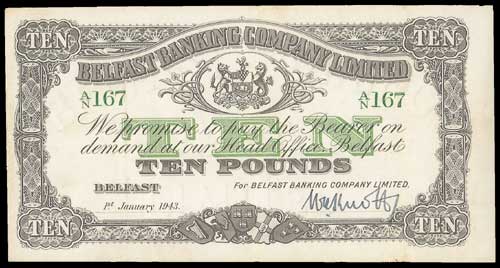 TEN TEN
BELFAST BANKING COMPANY LIMITED
A/N 167 A/N 167
TEN
We promise to pay the Bearer on
demand at our Head Office, Belfast
TEN POUNDS
BELFAST For BELFAST BANKING COMPANY LIMITED,
1st January 1943.
TEN TEN